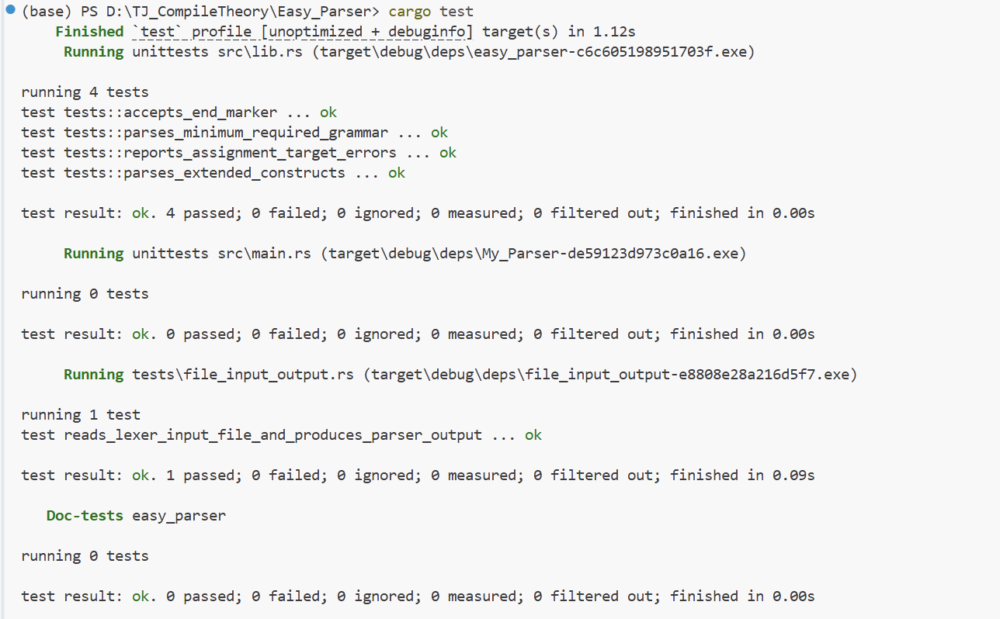 (base) PS D:\TJ_CompileTheory\Easy_Parser> cargo test
Finished `test` profile [unoptimized + debuginfo] target(s) in 1.12s
Running unittests src\lib.rs (target\debug\deps\easy_parser-c6c605198951703f.exe)
running 4 tests
test tests::accepts_end_marker ... ok
test tests::parses_minimum_required_grammar ... ok
test tests::reports_assignment_target_errors ... ok
test tests::parses_extended_constructs ... ok
test result: ok. 4 passed; 0 failed; 0 ignored; 0 measured; 0 filtered out; finished in 0.00s
Running unittests src\main.rs (target\debug\deps\My_Parser-de59123d973c0a16.exe)
running 0 tests
test result: ok. 0 passed; 0 failed; 0 ignored; 0 measured; 0 filtered out; finished in 0.00s
Running tests\file_input_output.rs (target\debug\deps\file_input_output-e8808e28a216d5f7.exe)
running 1 test
test reads_lexer_input_file_and_produces_parser_output ... ok
test result: ok. 1 passed; 0 failed; 0 ignored; 0 measured; 0 filtered out; finished in 0.09s
Doc-tests easy_parser
running 0 tests
test result: ok. 0 passed; 0 failed; 0 ignored; 0 measured; 0 filtered out; finished in 0.00s